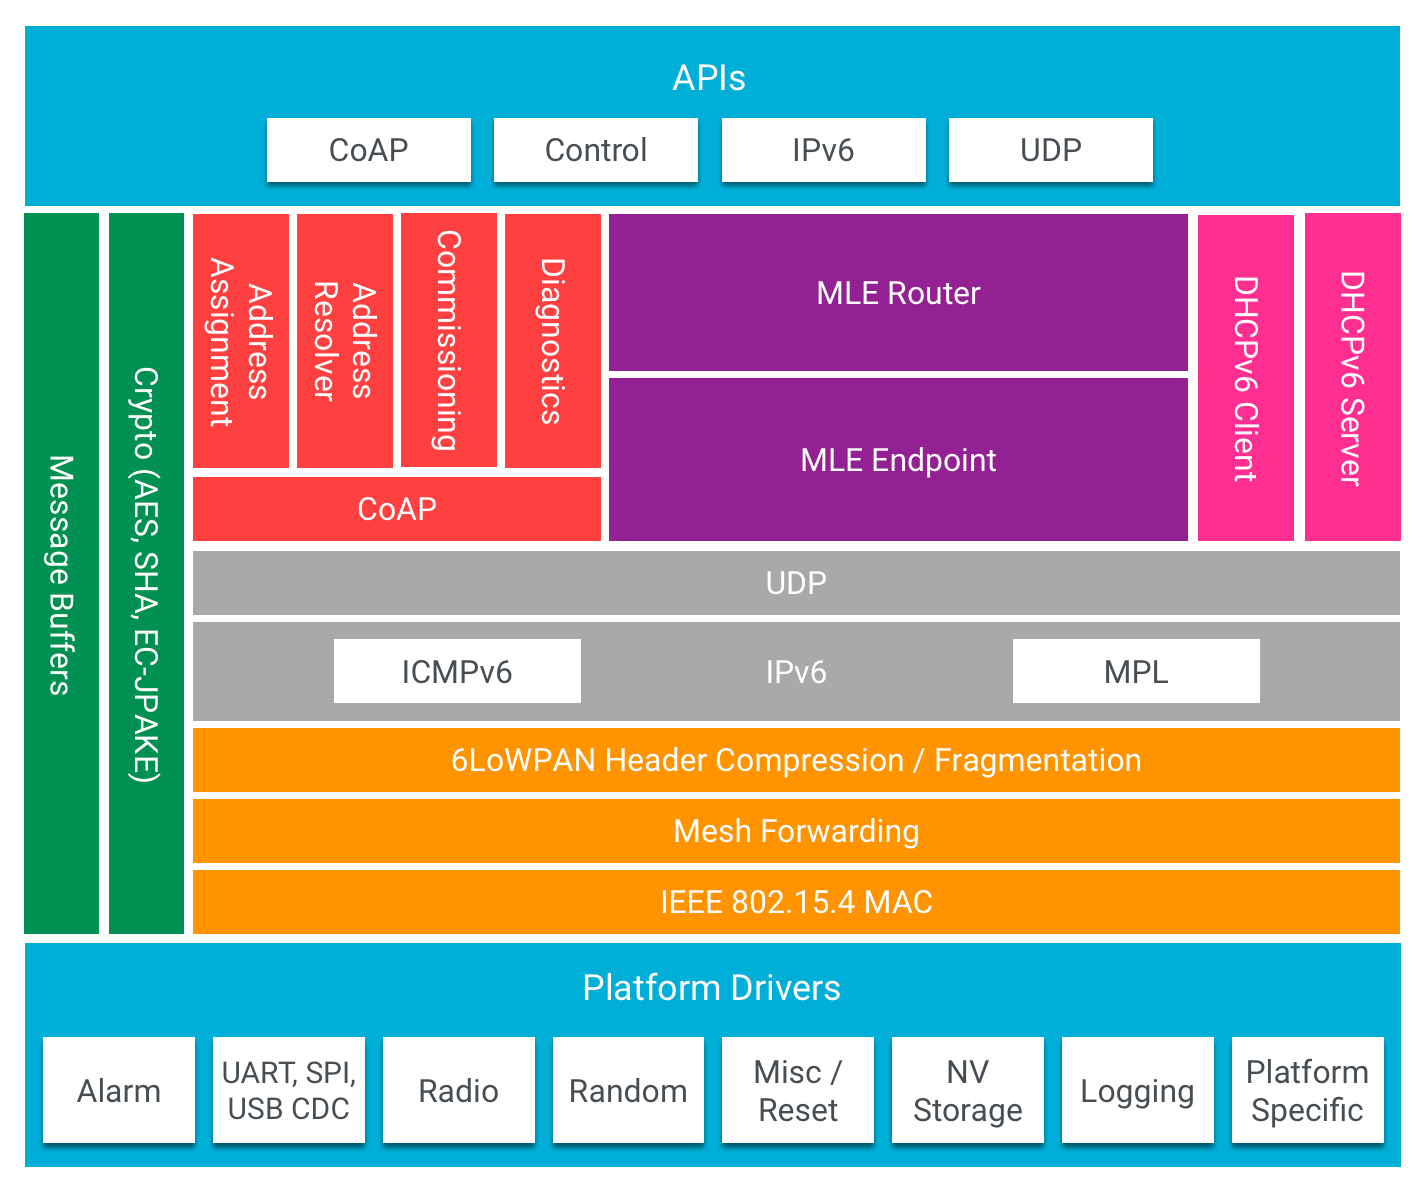 APIs
CoAP
Control
IPv6
UDP
Message Buffers
Crypto (AES, SHA, EC-JPAKE)
Address
Assignment
Address
Resolver
Commissioning
Diagnostics
CoAP
MLE Router
MLE Endpoint
DHCPv6 Client
DHCPv6 Server
UDP
ICMPv6
IPv6
MPL
6LoWPAN Header Compression / Fragmentation
Mesh Forwarding
IEEE 802.15.4 MAC
Platform Drivers
Alarm
UART, SPI,
USB CDC
Radio
Random
Misc /
Reset
NV
Storage
Logging
Platform
Specific